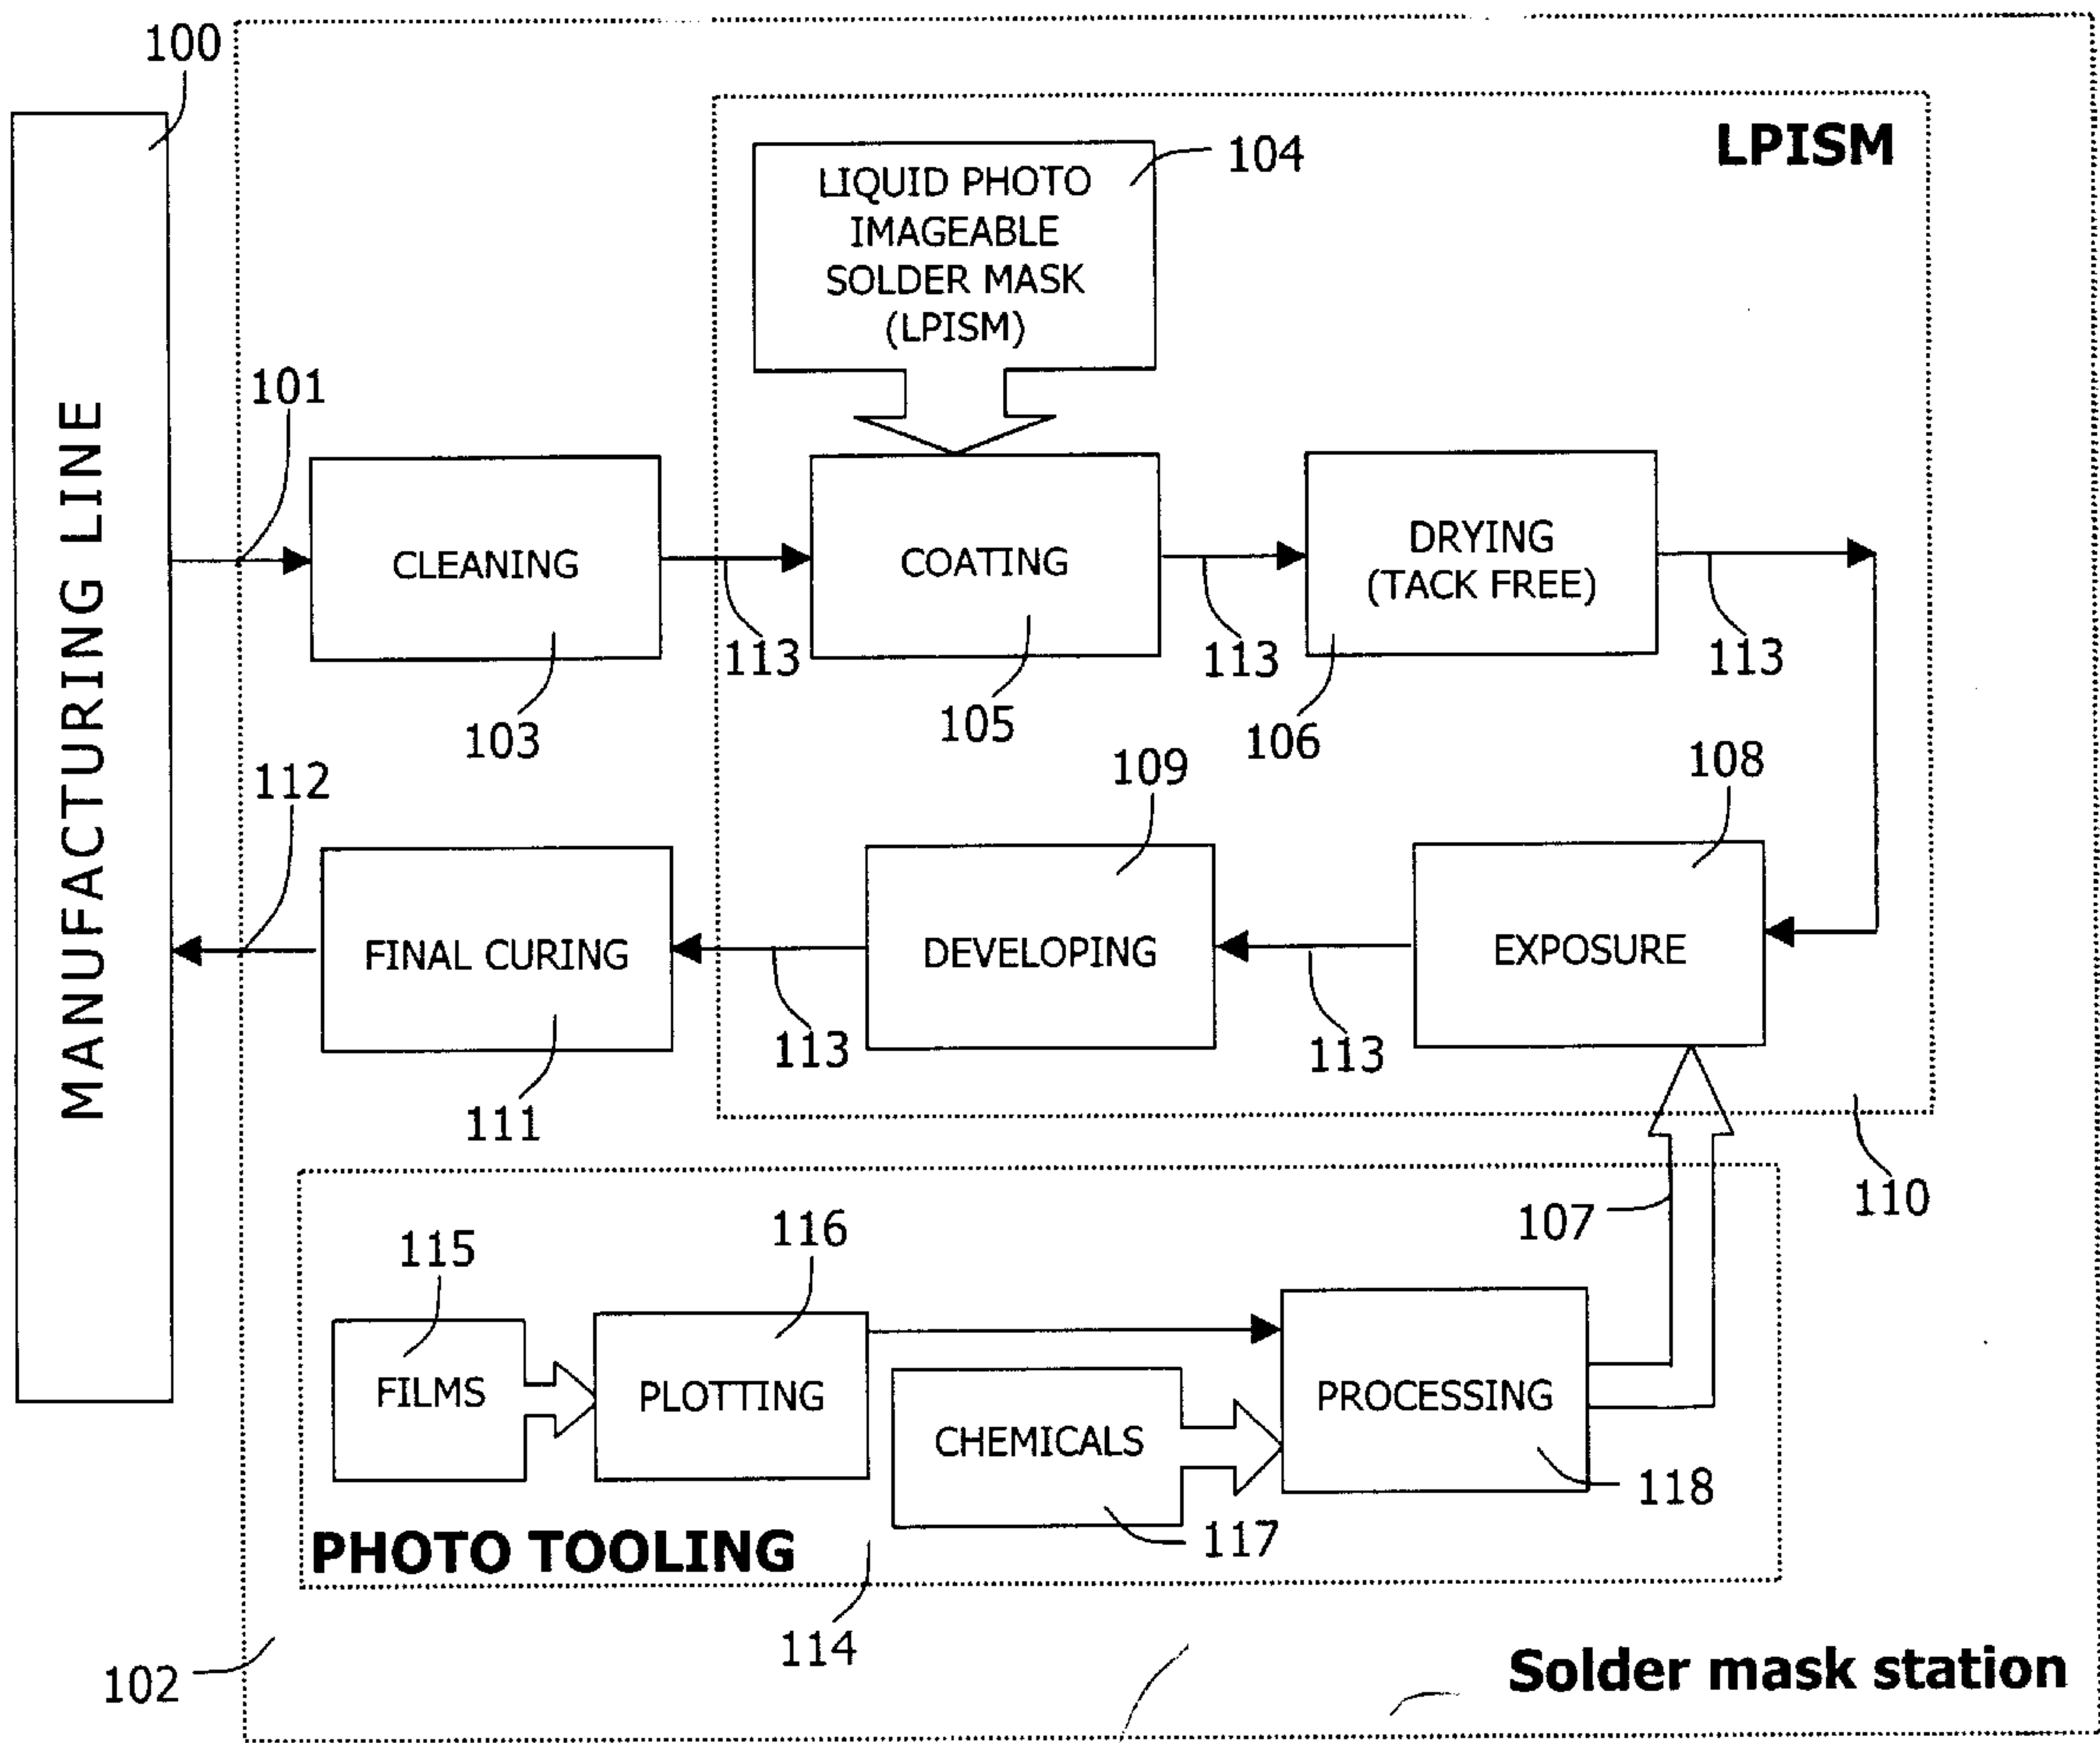 100
LPISM
LIQUID PHOTO
IMAGEABLE
SOLDER MASK
(LPISM)
104
MANUFACTURING LINE
101
CLEANING
COATING
DRYING
(TACK FREE)
113
113
113
103
105
106
109
108
112
FINAL CURING
DEVELOPING
EXPOSURE
113
113
111
110
107
115
116
FILMS
PLOTTING
CHEMICALS
PROCESSING
118
117
PHOTO TOOLING
114
102
Solder mask station